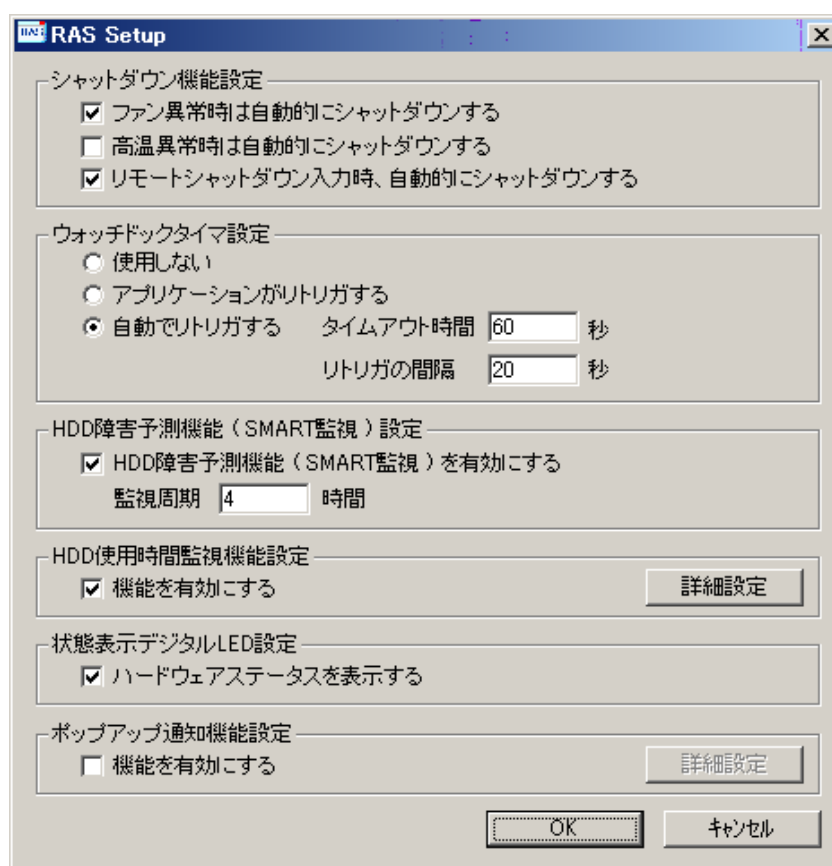 RAS Setup
シャットダウン機能設定
ファン異常時は自動的にシャットダウンする
高温異常時は自動的にシャットダウンする
リモートシャットダウン入力時、自動的にシャットダウンする
ウォッチドックタイマ設定
使用しない
アプリケーションがリトリガする
自動でリトリガする タイムアウト時間 60 秒
リトリガの間隔 20 秒
HDD障害予測機能（SMART監視）設定
HDD障害予測機能（SMART監視）を有効にする
監視周期 4 時間
HDD使用時間監視機能設定
機能を有効にする 詳細設定
状態表示デジタルLED設定
ハードウェアステータスを表示する
ポップアップ通知機能設定
機能を有効にする 詳細設定
OK キャンセル